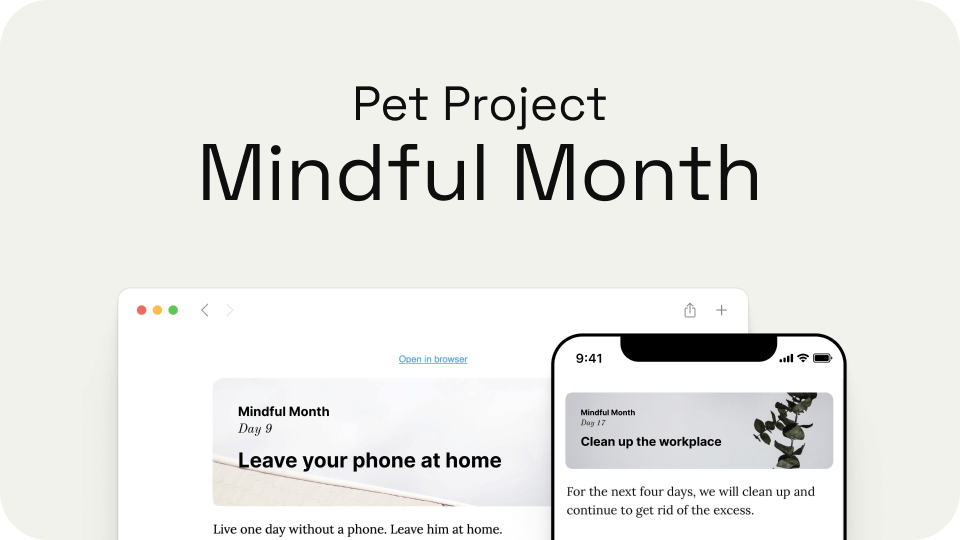 Pet Project
Mindful Month
Open in browser
Mindful Month
Day 9
Leave your phone at home
Live one day without a phone. Leave him at home.
9:41
Mindful Month
Day 17
Clean up the workplace
For the next four days, we will clean up and
continue to get rid of the excess.